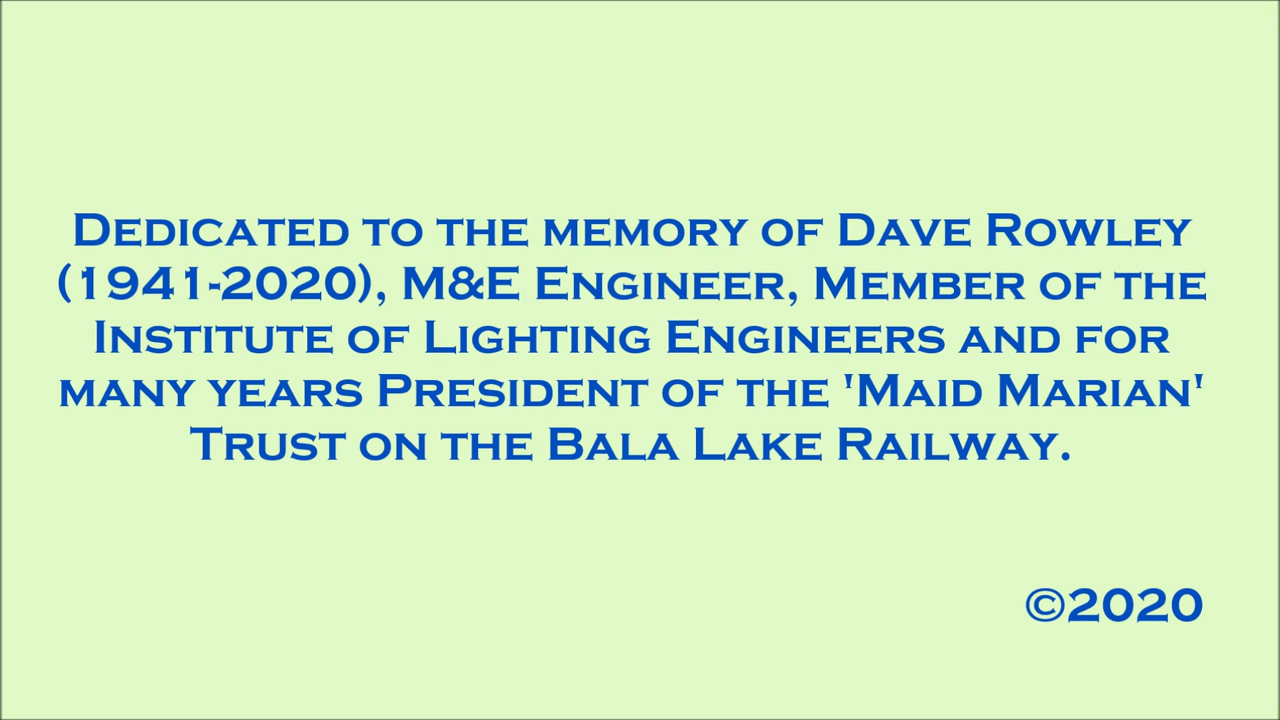 Dedicated to the memory of Dave Rowley
(1941-2020), M&E Engineer, Member of the
Institute of Lighting Engineers and for
many years President of the 'Maid Marian'
Trust on the Bala Lake Railway.
©2020